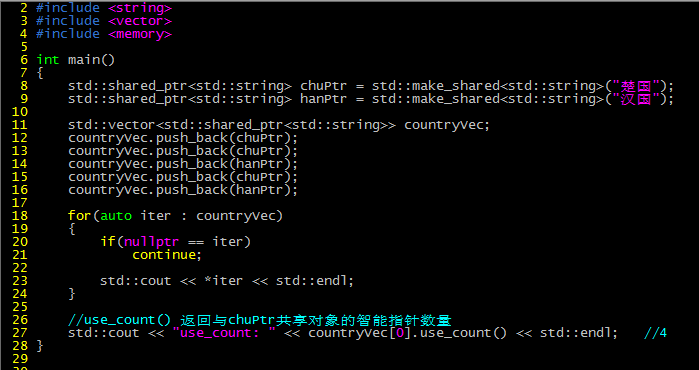 2 #include <string>
3 #include <vector>
4 #include <memory>
5
6 int main()
7 {
8     std::shared_ptr<std::string> chuPtr = std::make_shared<std::string>("楚国");
9     std::shared_ptr<std::string> hanPtr = std::make_shared<std::string>("汉国");
10
11     std::vector<std::shared_ptr<std::string>> countryVec;
12     countryVec.push_back(chuPtr);
13     countryVec.push_back(chuPtr);
14     countryVec.push_back(hanPtr);
15     countryVec.push_back(chuPtr);
16     countryVec.push_back(hanPtr);
17
18     for(auto iter : countryVec)
19     {
20         if(nullptr == iter)
21             continue;
22
23         std::cout << *iter << std::endl;
24     }
25
26     //use_count() 返回与chuPtr共享对象的智能指针数量
27     std::cout << "use_count: " << countryVec[0].use_count() << std::endl;   //4
28 }
29